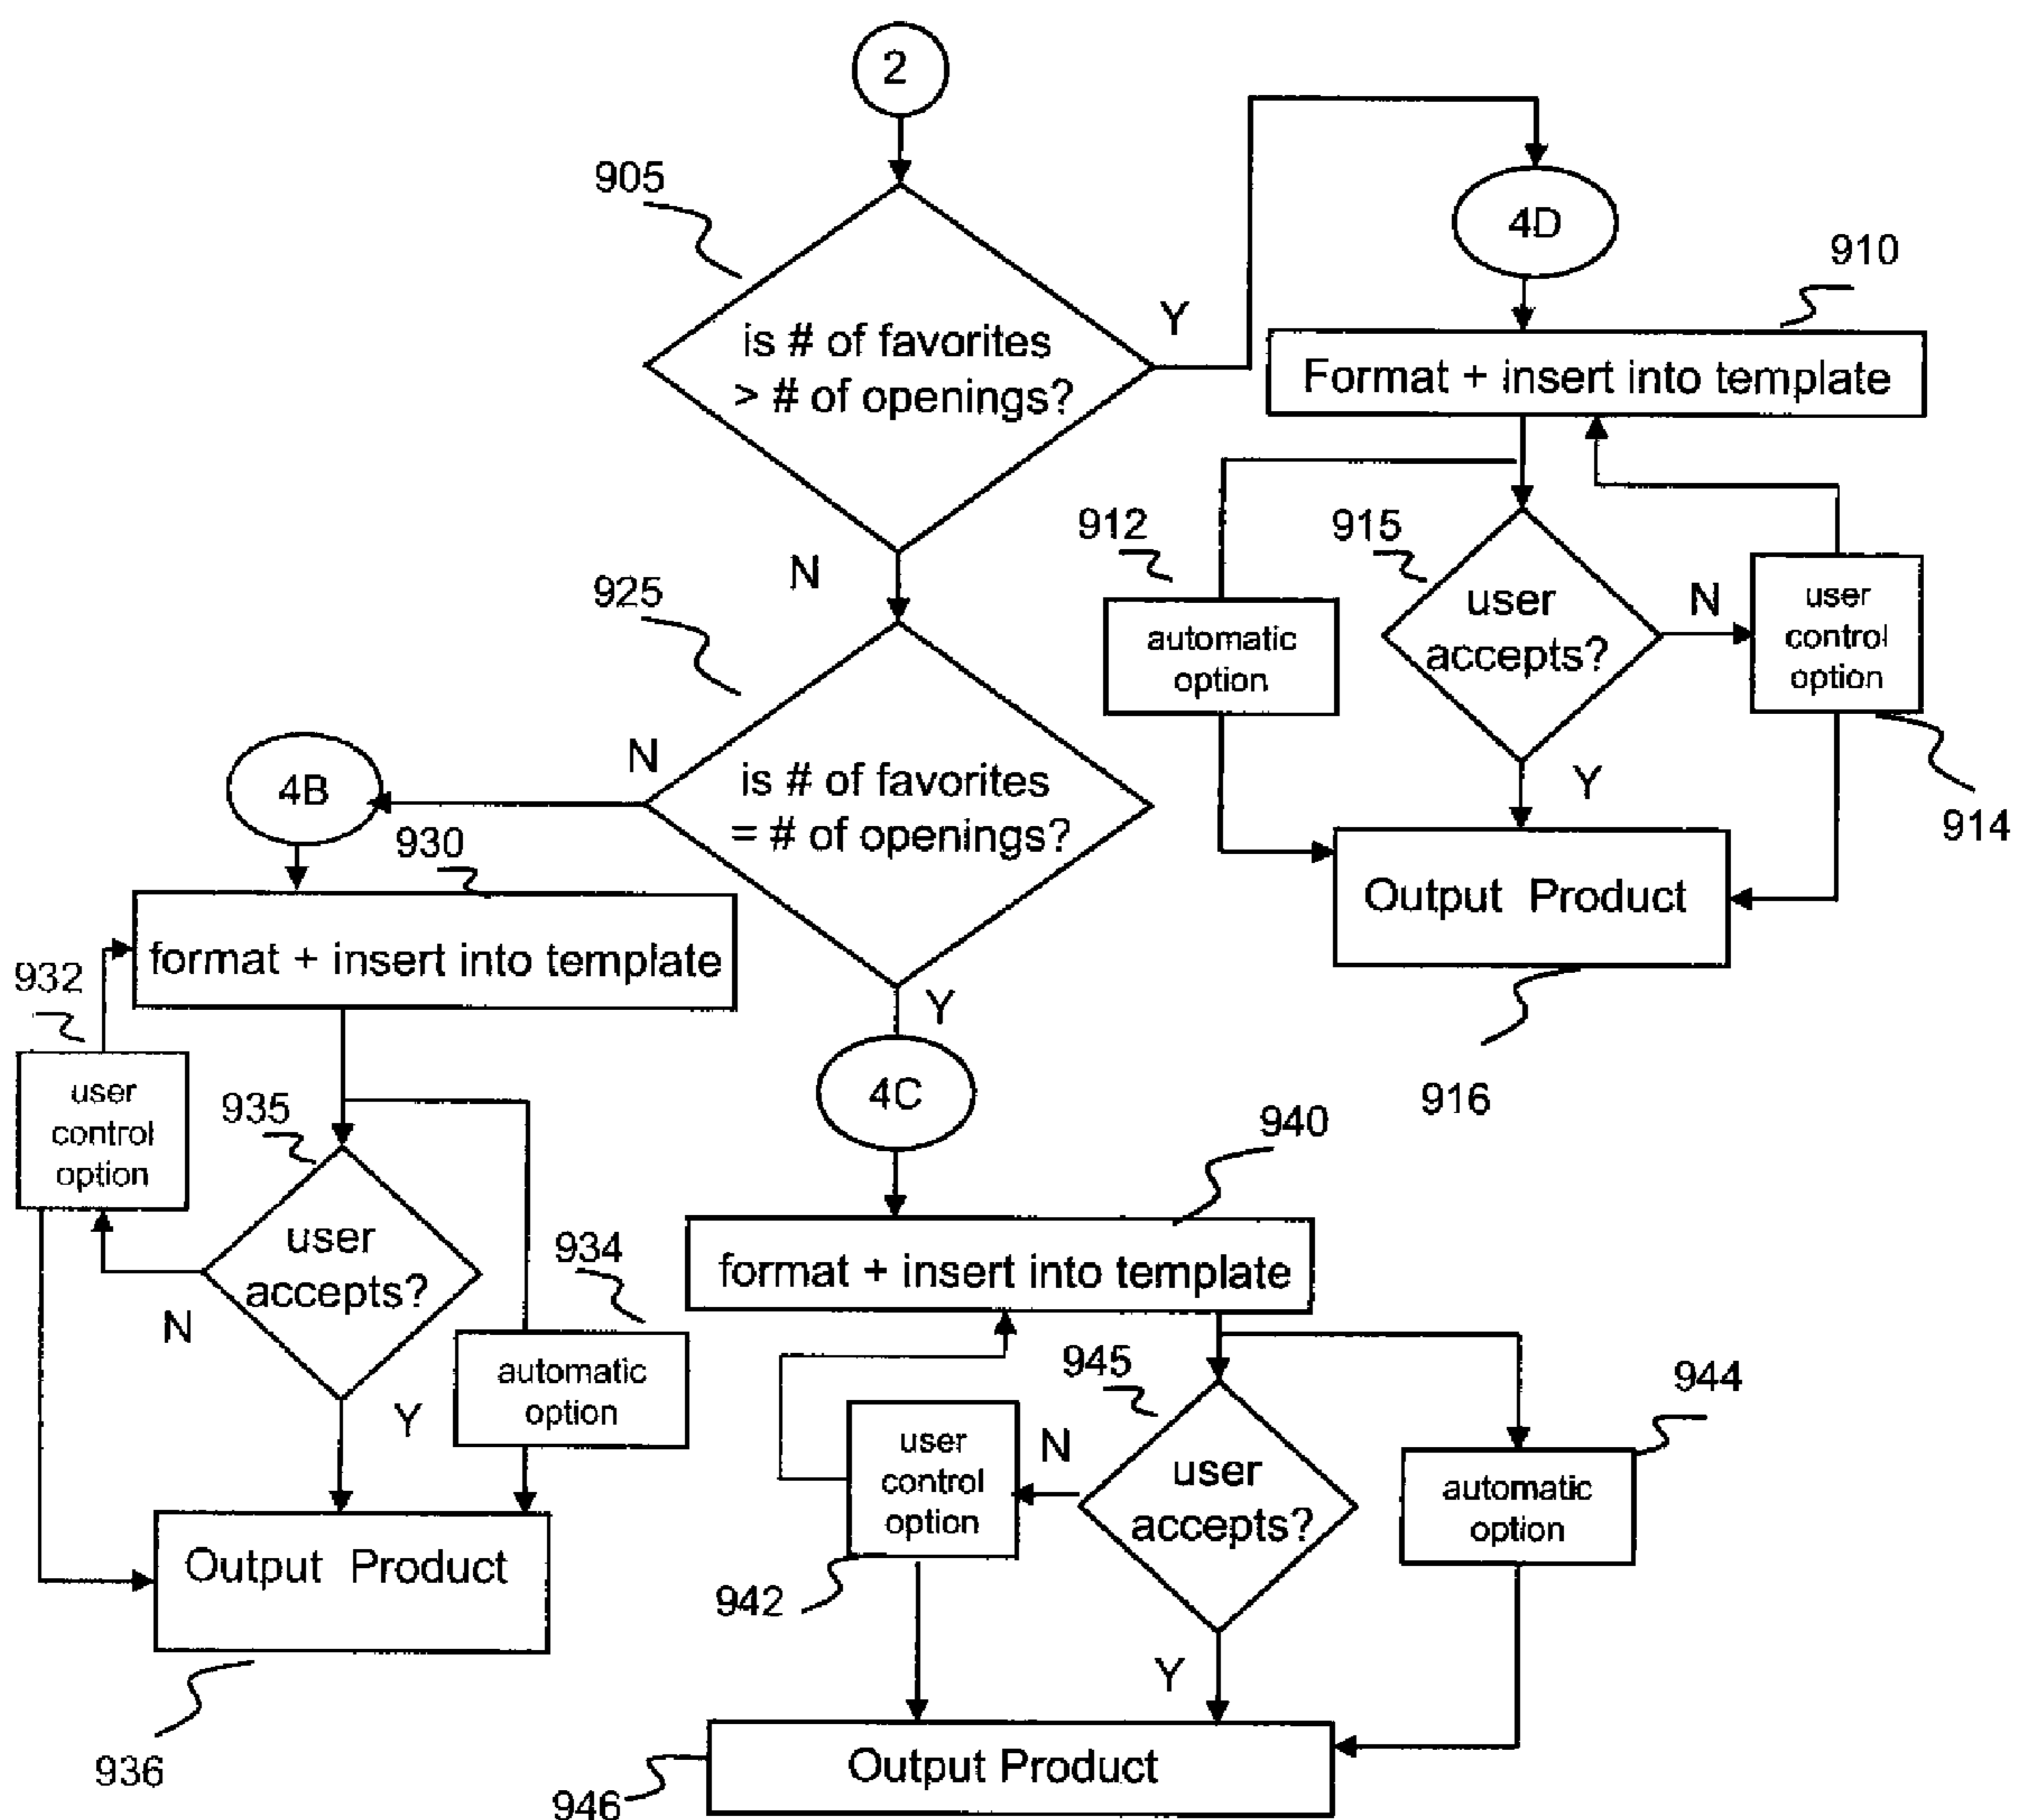 2
905
is # of favorites
> # of openings?
Y
4D
910
Format + insert into template
N
912
automatic
option
915
user
accepts?
N
user
control
option
914
Y
Output Product
916
925
is # of favorites
= # of openings?
N
4B
930
format + insert into template
932
user
control
option
935
user
accepts?
N
Y
934
automatic
option
Output Product
936
Y
4C
940
format + insert into template
945
user
accepts?
N
user
control
option
942
944
automatic
option
Y
Output Product
946